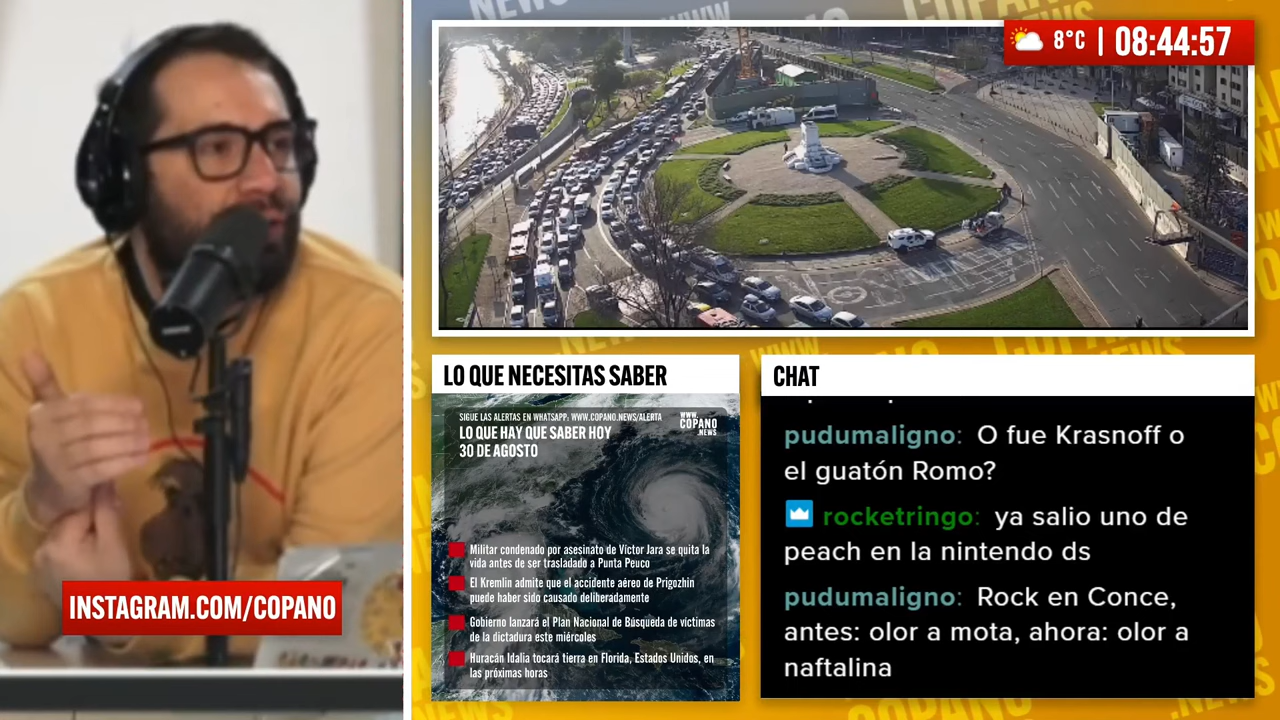 8°C | 08:44:57
INSTAGRAM.COM/COPANO
LO QUE NECESITAS SABER
SIGUE LAS ALERTAS EN WHATSAPP: WWW.COPANO.NEWS/ALERTA
WWW.
COPANO
.NEWS
LO QUE HAY QUE SABER HOY
30 DE AGOSTO
Militar condenado por asesinato de Víctor Jara se quita la
vida antes de ser trasladado a Punta Peuco
El Kremlin admite que el accidente aéreo de Prigozhin
puede haber sido causado deliberadamente
Gobierno lanzará el Plan Nacional de Búsqueda de víctimas
de la dictadura este miércoles
Huracán Idalia tocará tierra en Florida, Estados Unidos, en
las próximas horas
CHAT
pudumaligno: O fue Krasnoff o
el guatón Romo?
rocketringo: ya salio uno de
peach en la nintendo ds
pudumaligno: Rock en Conce,
antes: olor a mota, ahora: olor a
naftalina